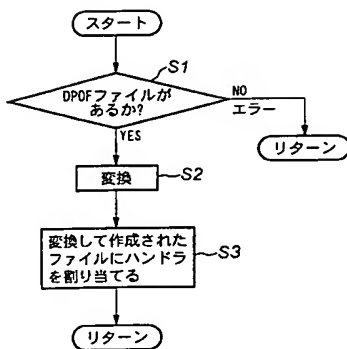 スタート
S1
DPOFファイルが
あるか?
NO
エラー
YES
リターン
変換
S2
変換して作成された
ファイルにハンドラ
を割り当てる
S3
リターン